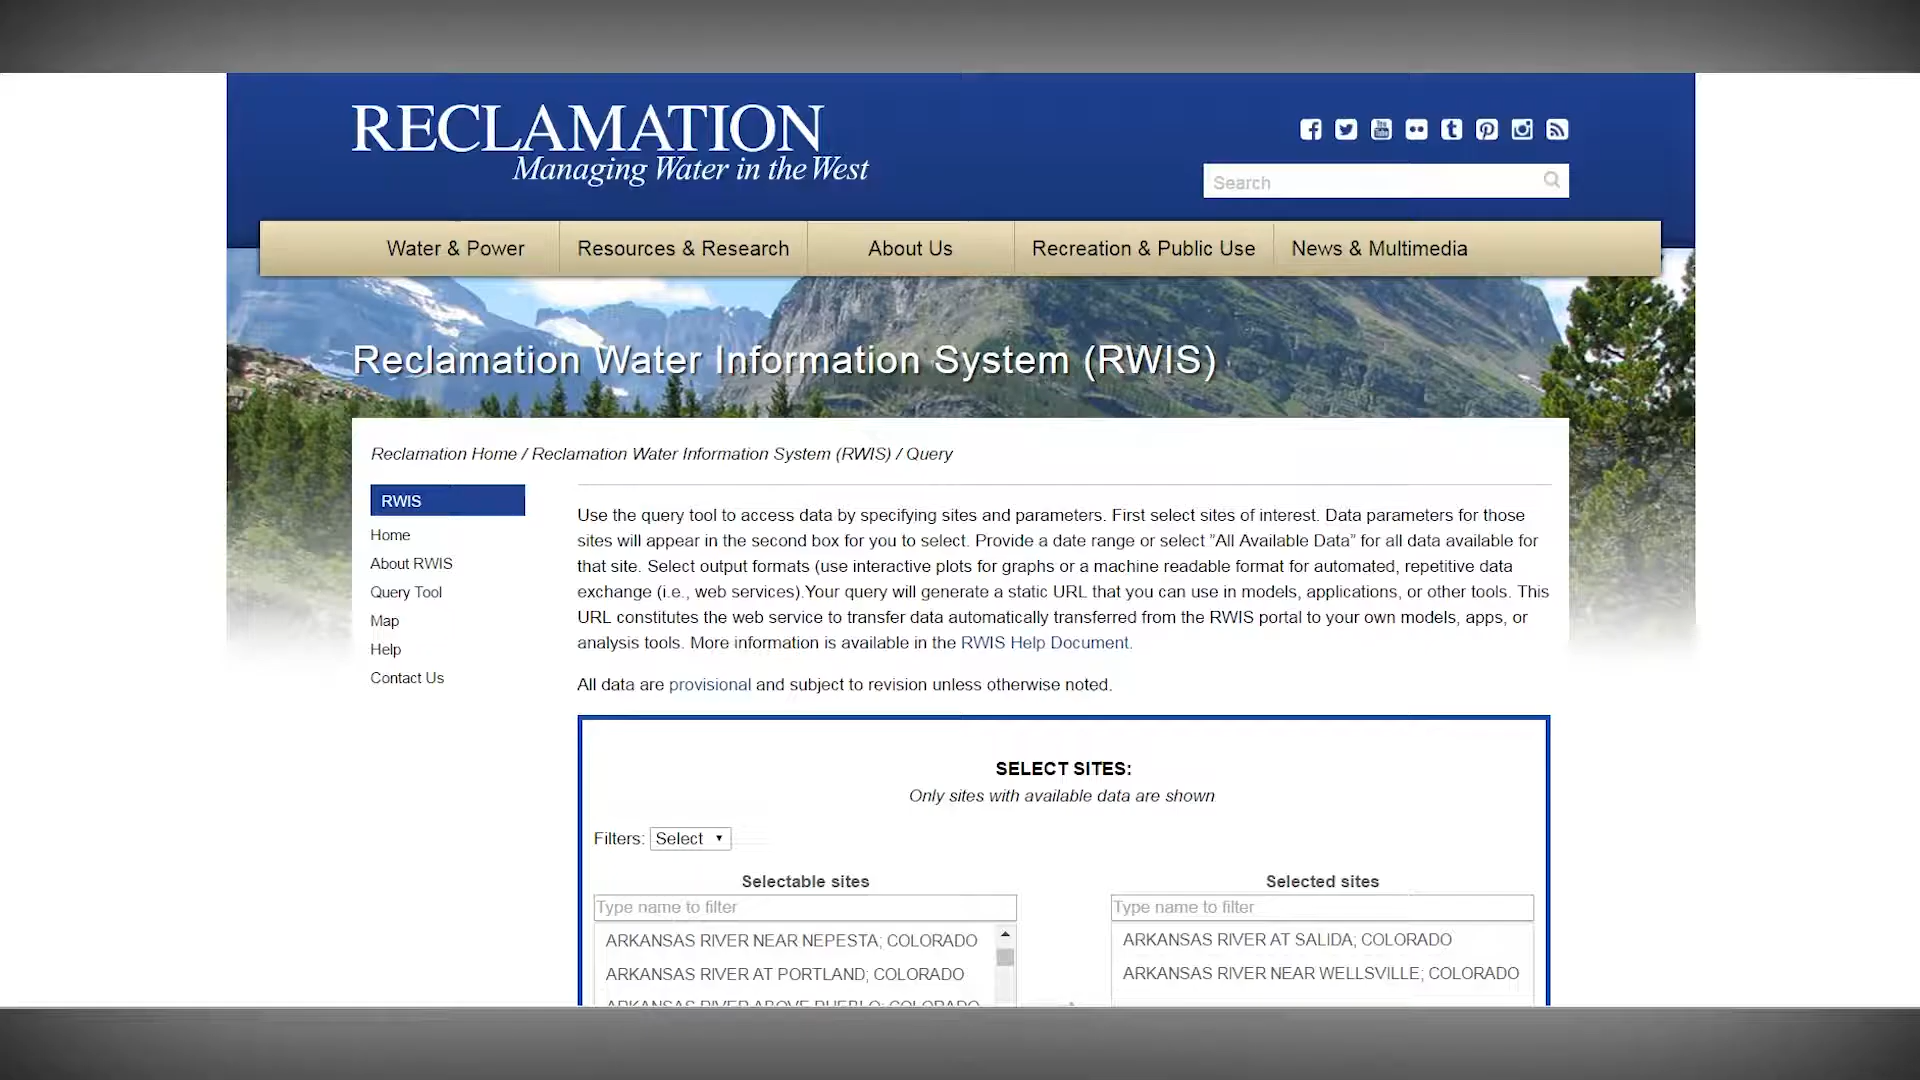 RECLAMATION
Managing Water in the West
Search
Water & Power
Resources & Research
About Us
Recreation & Public Use
News & Multimedia
Reclamation Water Information System (RWIS)
Reclamation Home / Reclamation Water Information System (RWIS) / Query
RWIS
Home
About RWIS
Query Tool
Map
Help
Contact Us
Use the query tool to access data by specifying sites and parameters. First select sites of interest. Data parameters for those
sites will appear in the second box for you to select. Provide a date range or select ”All Available Data” for all data available for
that site. Select output formats (use interactive plots for graphs or a machine readable format for automated, repetitive data
exchange (i.e., web services).Your query will generate a static URL that you can use in models, applications, or other tools. This
URL constitutes the web service to transfer data automatically transferred from the RWIS portal to your own models, apps, or
analysis tools. More information is available in the RWIS Help Document.
All data are provisional and subject to revision unless otherwise noted.
SELECT SITES:
Only sites with available data are shown
Filters: Select
Selectable sites
Type name to filter
ARKANSAS RIVER NEAR NEPESTA; COLORADO
ARKANSAS RIVER AT PORTLAND; COLORADO
ARKANSAS RIVER ABOVE PUEBLO; COLORADO
Selected sites
Type name to filter
ARKANSAS RIVER AT SALIDA; COLORADO
ARKANSAS RIVER NEAR WELLSVILLE; COLORADO